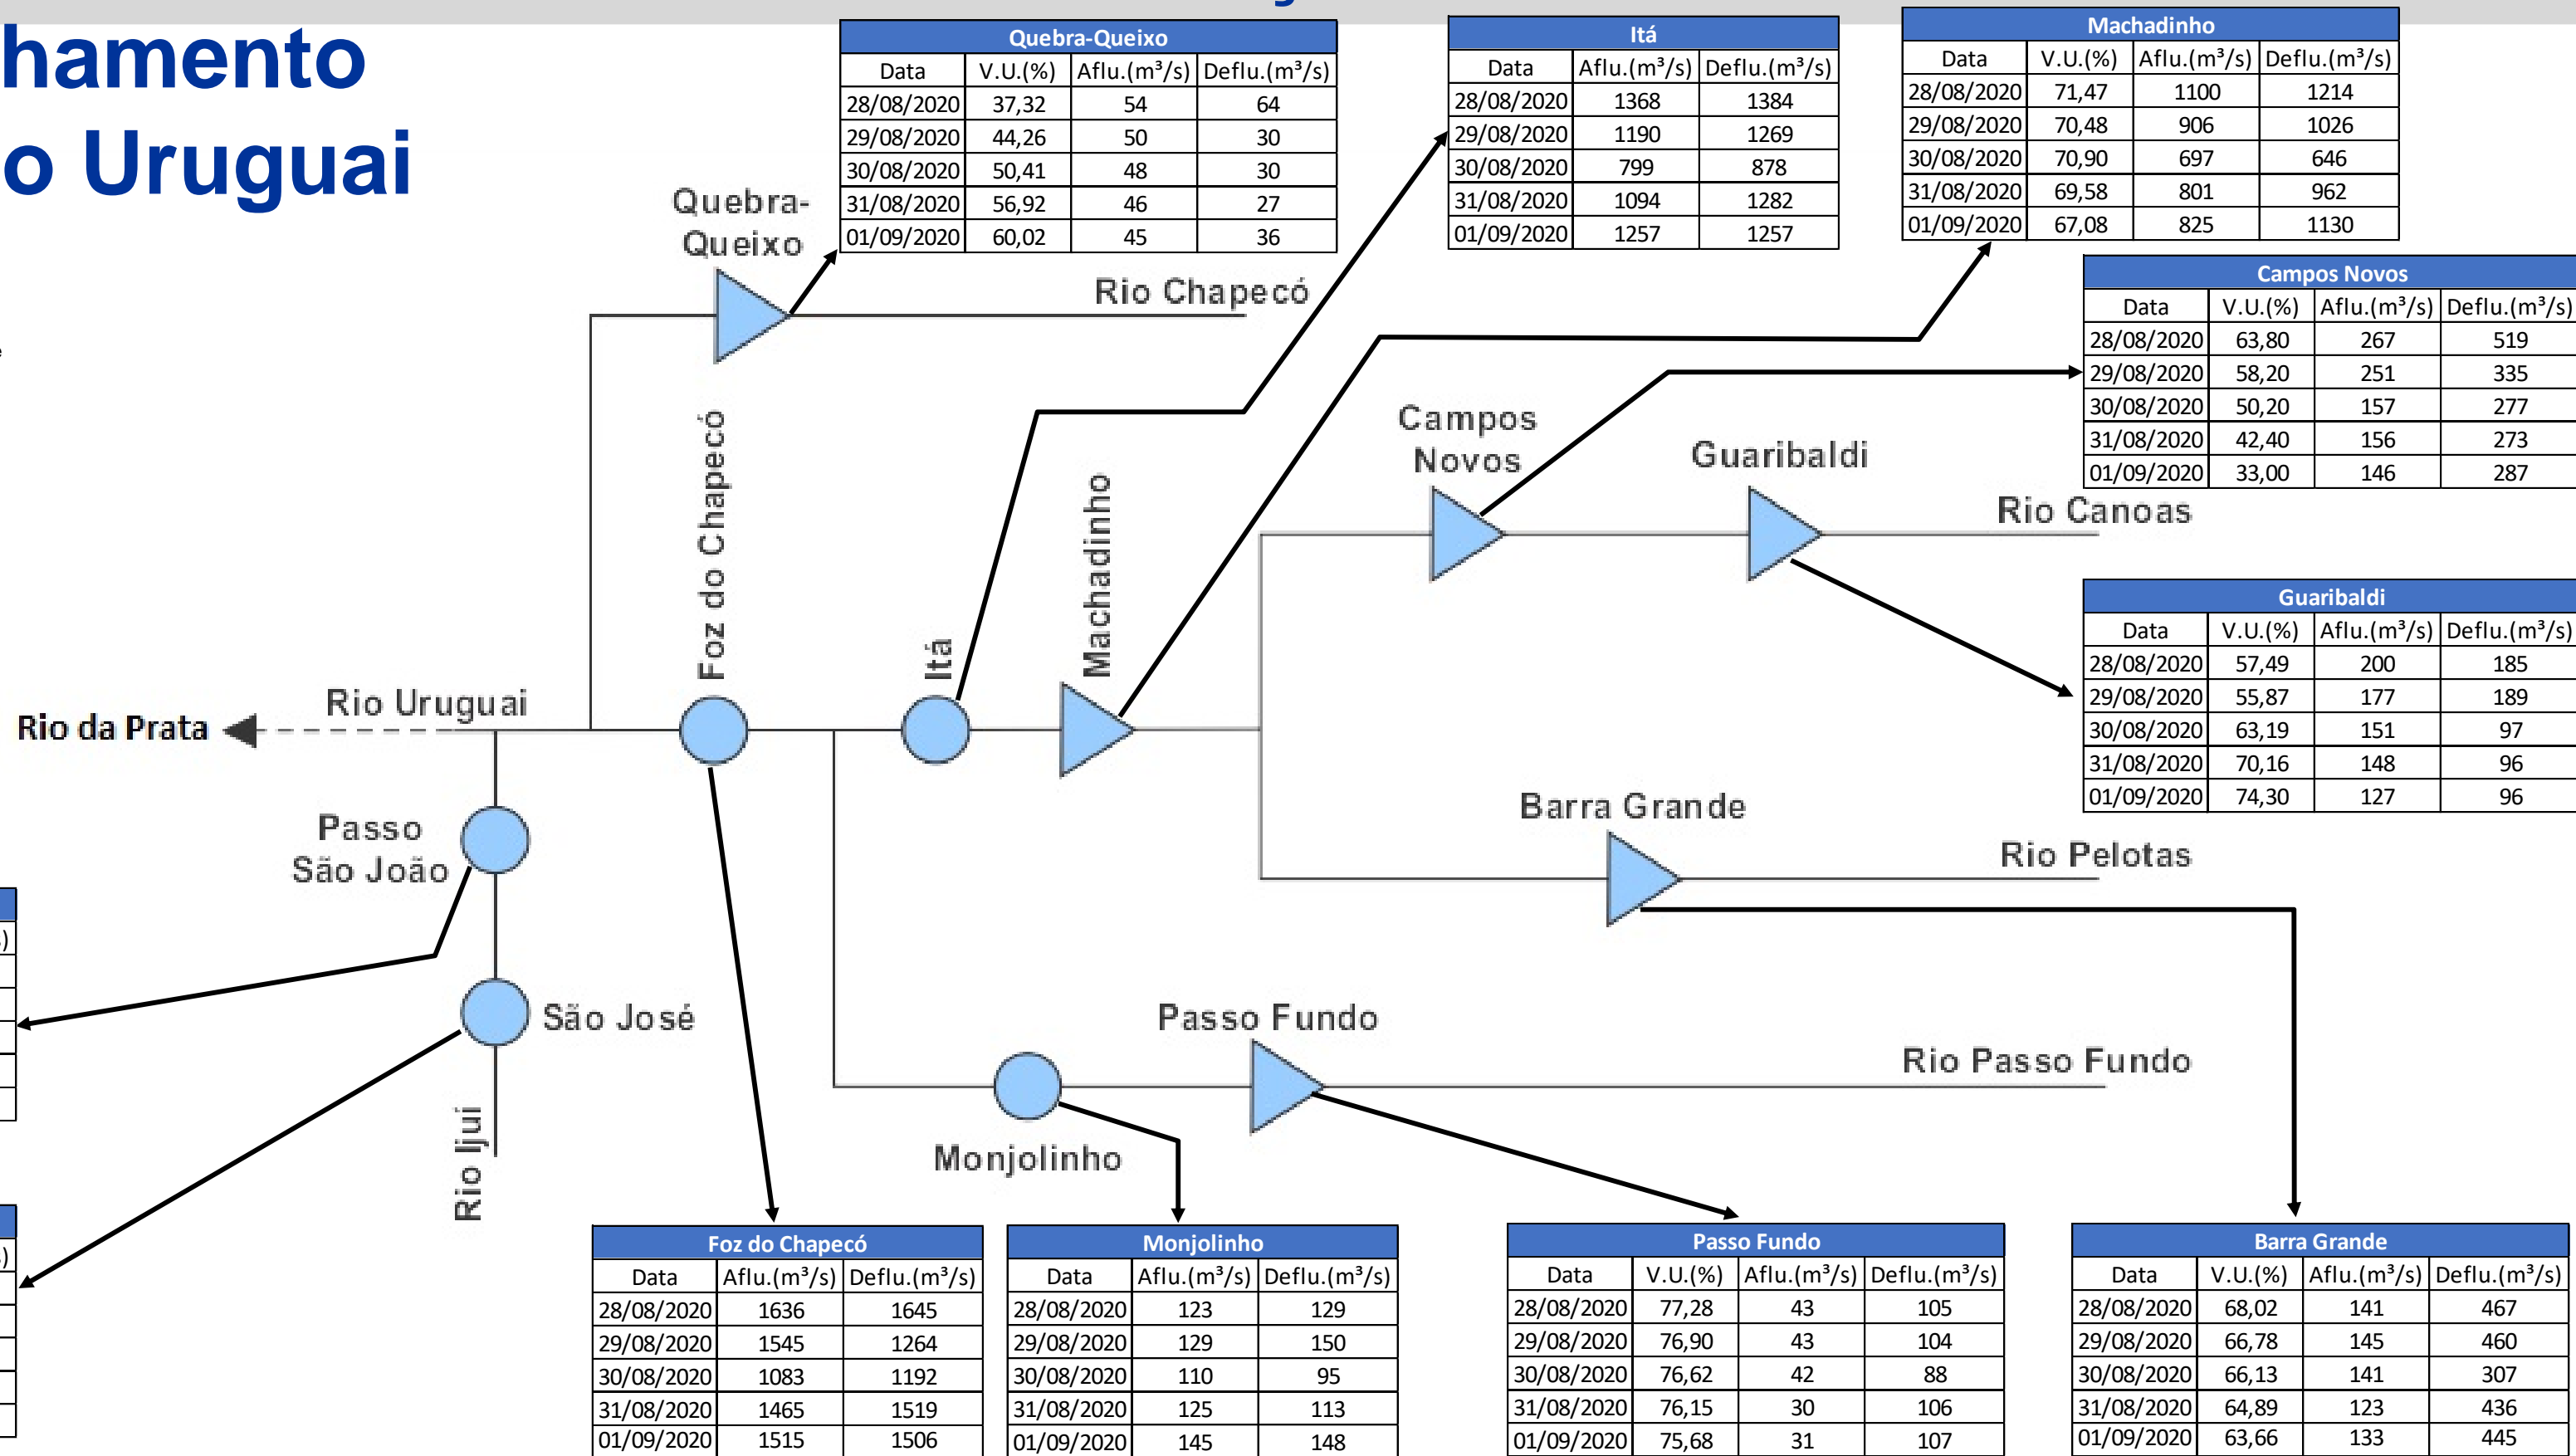 hamento
o Uruguai
Quebra-Queixo
Data V.U.(%) Aflu.(m³/s) Deflu.(m³/s)
28/08/2020 37,32 54 64
29/08/2020 44,26 50 30
30/08/2020 50,41 48 30
31/08/2020 56,92 46 27
01/09/2020 60,02 45 36
Itá
Data Aflu.(m³/s) Deflu.(m³/s)
28/08/2020 1368 1384
29/08/2020 1190 1269
30/08/2020 799 878
31/08/2020 1094 1282
01/09/2020 1257 1257
Machadinho
Data V.U.(%) Aflu.(m³/s) Deflu.(m³/s)
28/08/2020 71,47 1100 1214
29/08/2020 70,48 906 1026
30/08/2020 70,90 697 646
31/08/2020 69,58 801 962
01/09/2020 67,08 825 1130
Campos Novos
Data V.U.(%) Aflu.(m³/s) Deflu.(m³/s)
28/08/2020 63,80 267 519
29/08/2020 58,20 251 335
30/08/2020 50,20 157 277
31/08/2020 42,40 156 273
01/09/2020 33,00 146 287
Guaribaldi
Data V.U.(%) Aflu.(m³/s) Deflu.(m³/s)
28/08/2020 57,49 200 185
29/08/2020 55,87 177 189
30/08/2020 63,19 151 97
31/08/2020 70,16 148 96
01/09/2020 74,30 127 96
Quebra-
Queixo
Rio Chapecó
Foz do Chapecó
Itá
Machadinho
Campos
Novos
Guaribaldi
Rio Canoas
Rio da Prata
Rio Uruguai
Passo
São João
São José
Rio Ijui
Barra Grande
Rio Pelotas
Passo Fundo
Rio Passo Fundo
Monjolinho
Foz do Chapecó
Data Aflu.(m³/s) Deflu.(m³/s)
28/08/2020 1636 1645
29/08/2020 1545 1264
30/08/2020 1083 1192
31/08/2020 1465 1519
01/09/2020 1515 1506
Monjolinho
Data Aflu.(m³/s) Deflu.(m³/s)
28/08/2020 123 129
29/08/2020 129 150
30/08/2020 110 95
31/08/2020 125 113
01/09/2020 145 148
Passo Fundo
Data V.U.(%) Aflu.(m³/s) Deflu.(m³/s)
28/08/2020 77,28 43 105
29/08/2020 76,90 43 104
30/08/2020 76,62 42 88
31/08/2020 76,15 30 106
01/09/2020 75,68 31 107
Barra Grande
Data V.U.(%) Aflu.(m³/s) Deflu.(m³/s)
28/08/2020 68,02 141 467
29/08/2020 66,78 145 460
30/08/2020 66,13 141 307
31/08/2020 64,89 123 436
01/09/2020 63,66 133 445